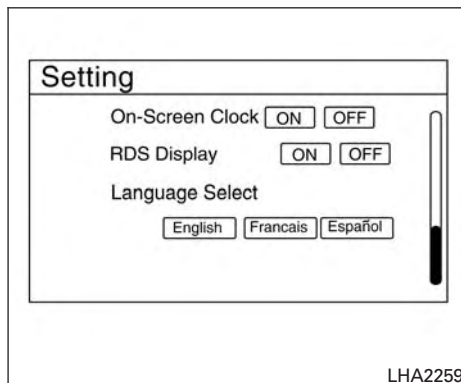 Setting
On-Screen Clock ON OFF
RDS Display ON OFF
Language Select
English Francais Español
LHA2259